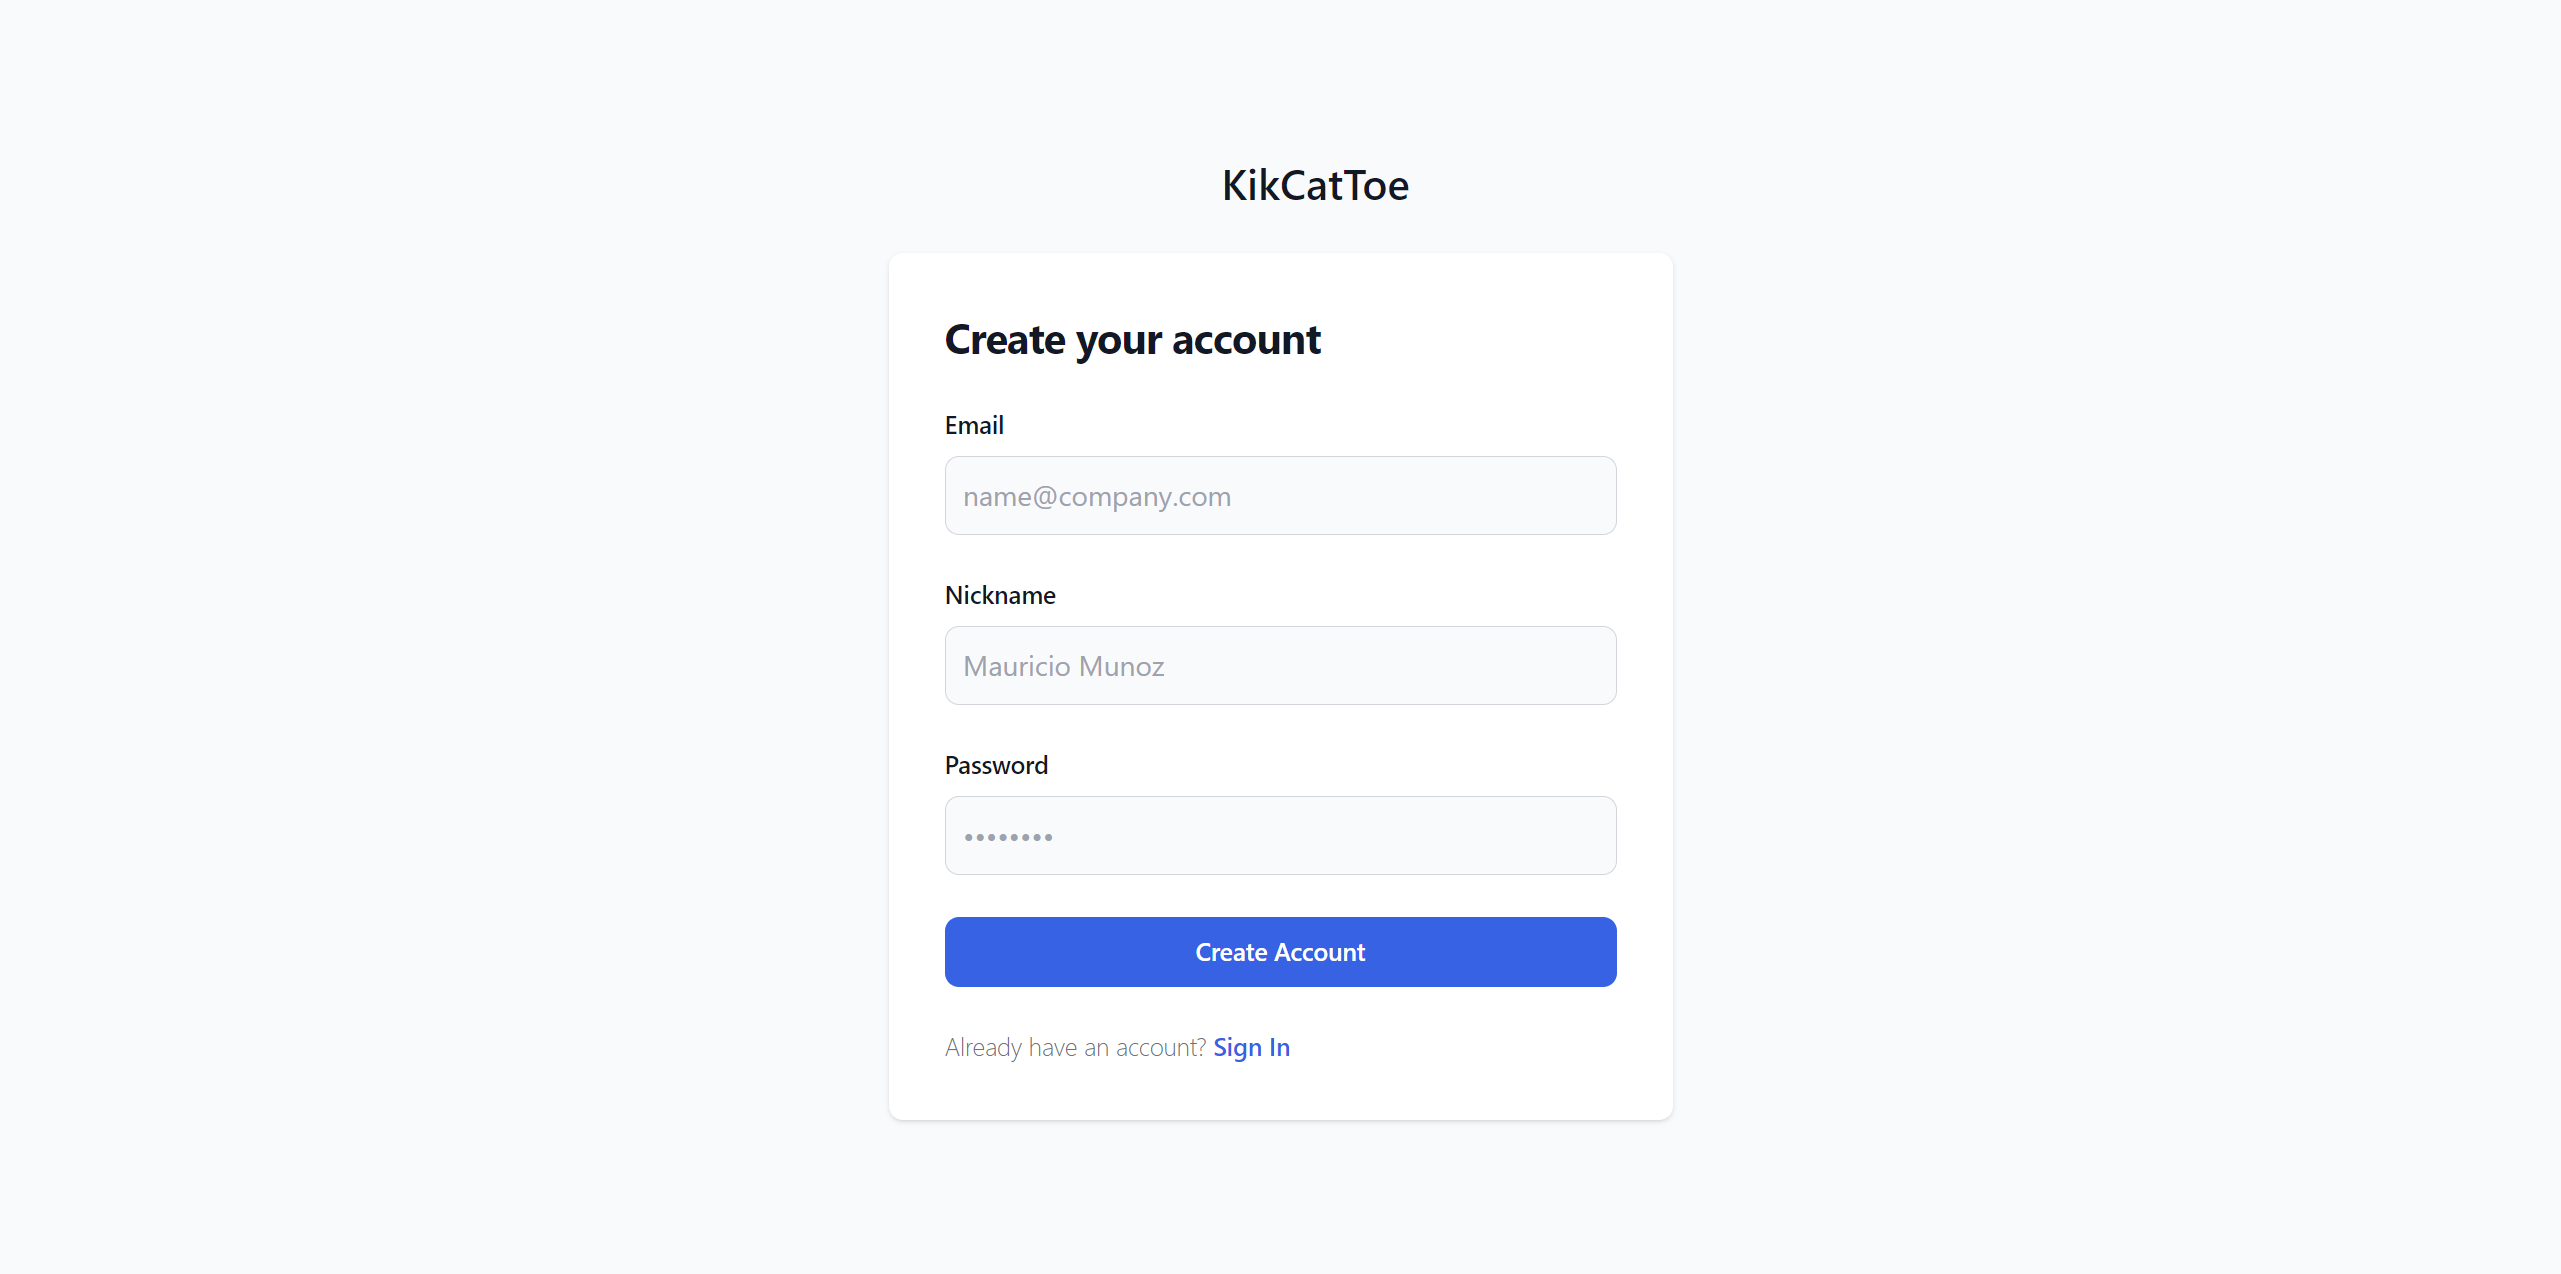 KikCatToe
Create your account
Email
name@company.com
Nickname
Mauricio Munoz
Password
••••••••
Create Account
Already have an account? Sign In